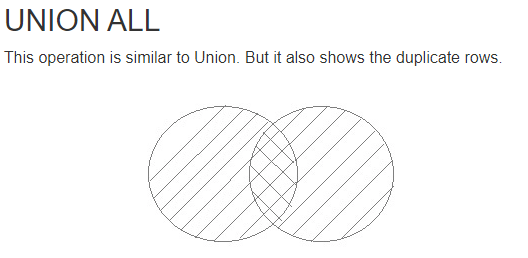 UNION ALL
This operation is similar to Union. But it also shows the duplicate rows.